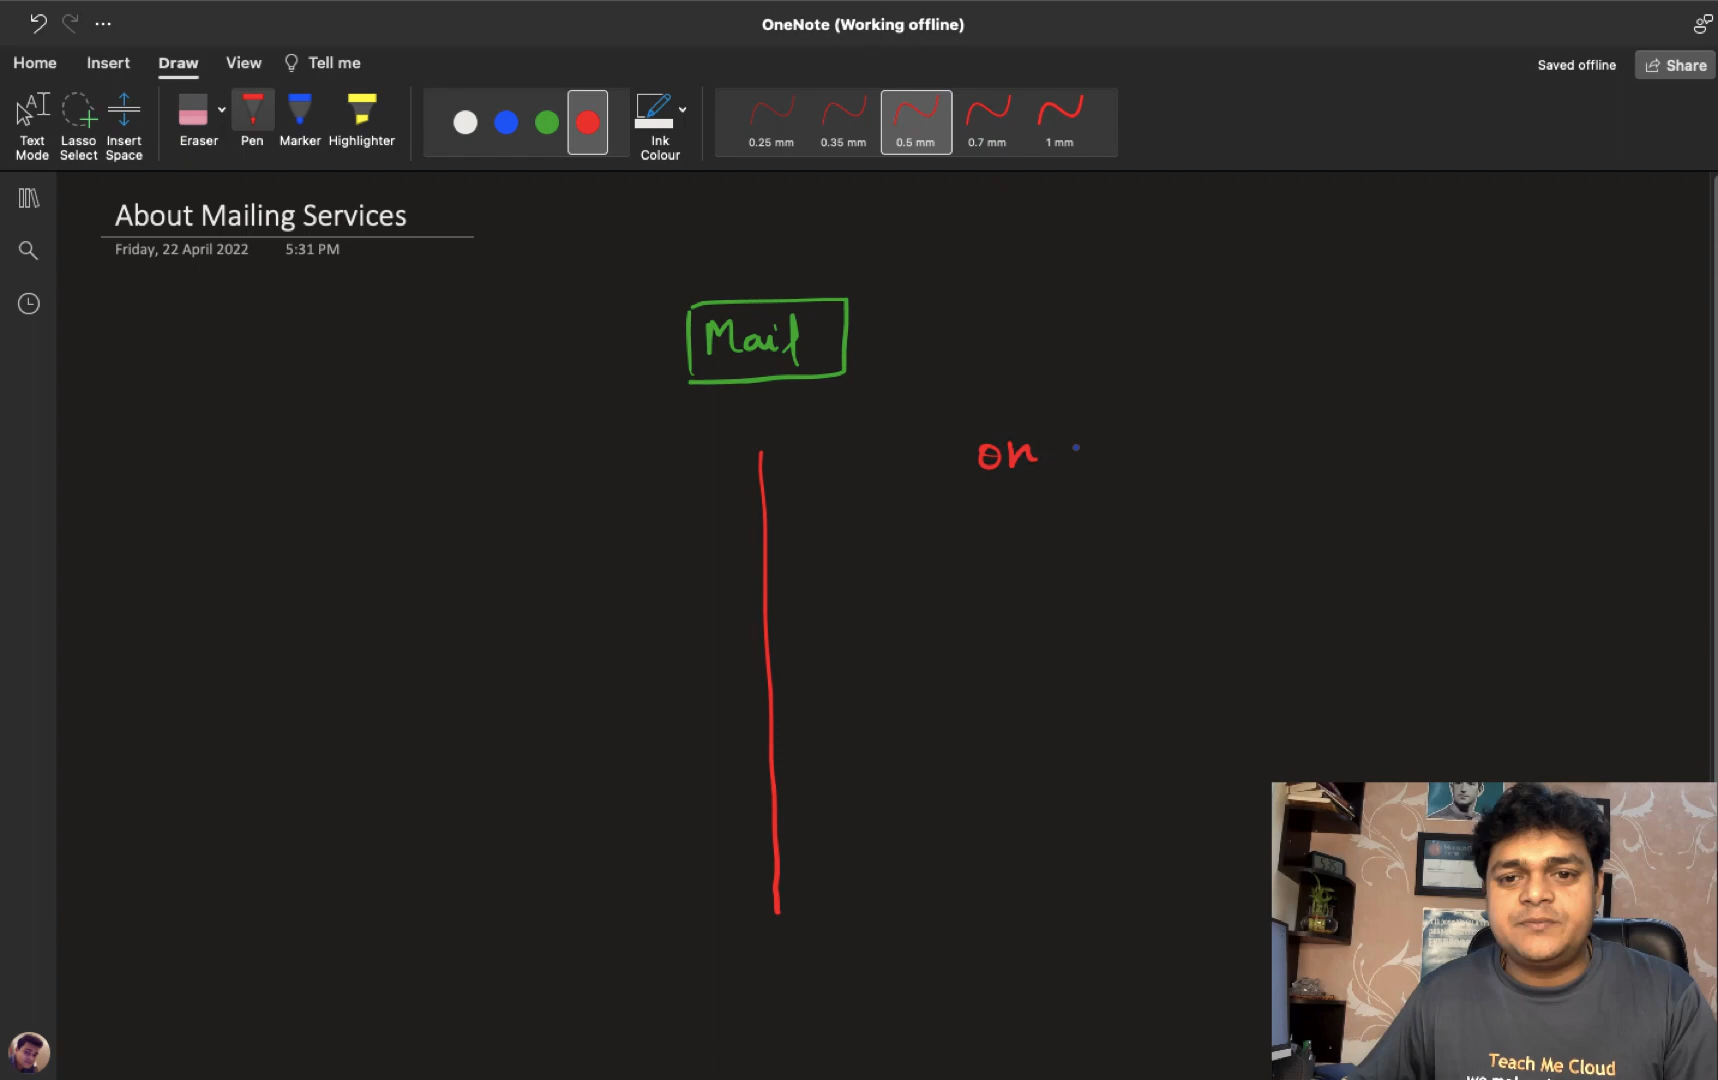 OneNote (Working offline)
Home Insert Draw View Tell me
Saved offline Share
Text Mode
Lasso Select
Insert Space
Eraser
Pen
Marker
Highlighter
Ink Colour
0.25 mm
0.35 mm
0.5 mm
0.7 mm
1 mm
About Mailing Services
Friday, 22 April 2022 5:31 PM
Mail
on
Teach Me Cloud